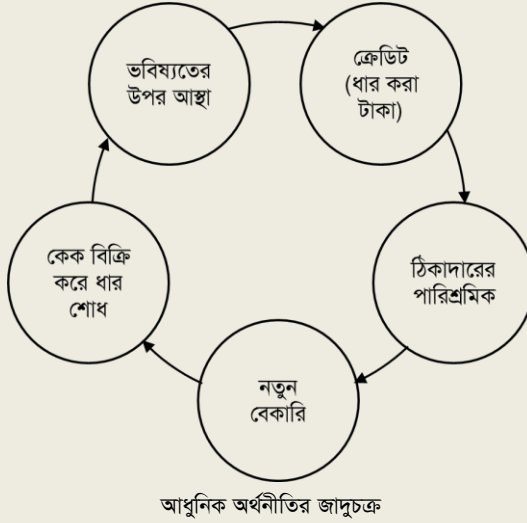 ভবিষ্যতের
উপর আস্থা
ক্রেডিট
(ধার করা
টাকা)
ঠিকাদারের
পারিশ্রমিক
নতুন
বেকারি
কেক বিক্রি
করে ধার
শোধ
আধুনিক অর্থনীতির জাদুচক্র